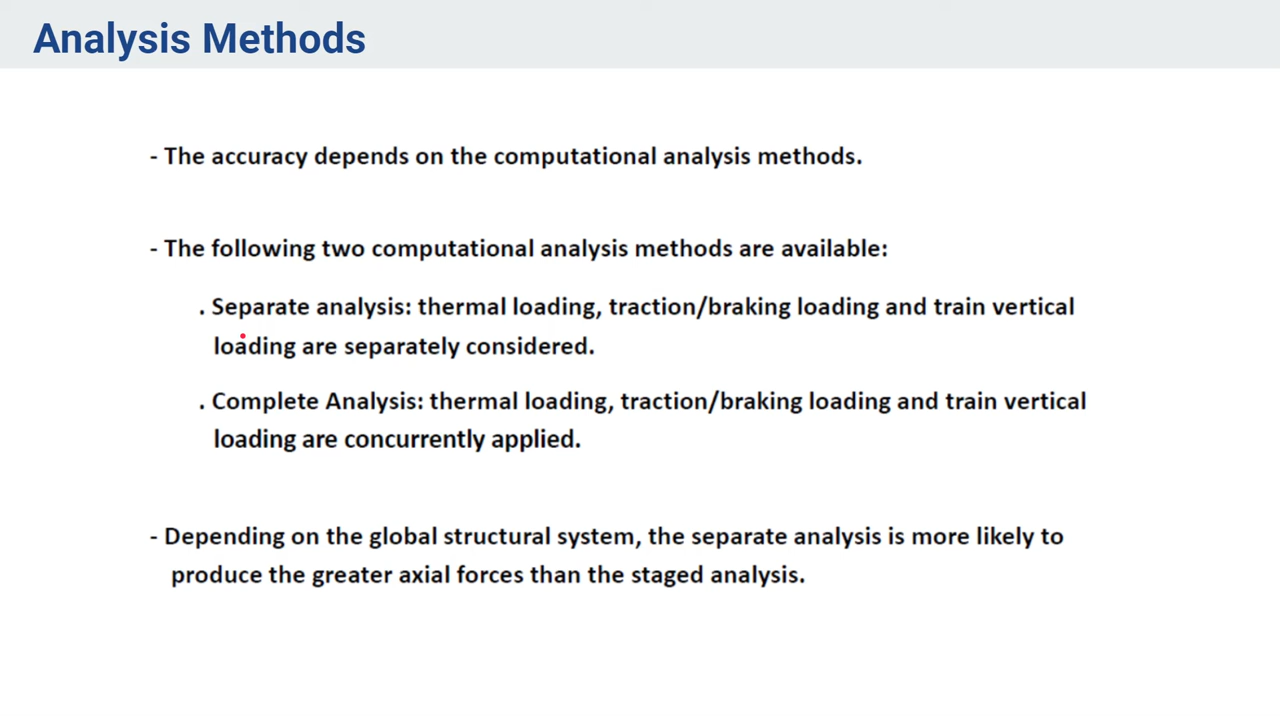 Analysis Methods
- The accuracy depends on the computational analysis methods.
- The following two computational analysis methods are available:
. Separate analysis: thermal loading, traction/braking loading and train vertical
loading are separately considered.
. Complete Analysis: thermal loading, traction/braking loading and train vertical
loading are concurrently applied.
- Depending on the global structural system, the separate analysis is more likely to
produce the greater axial forces than the staged analysis.